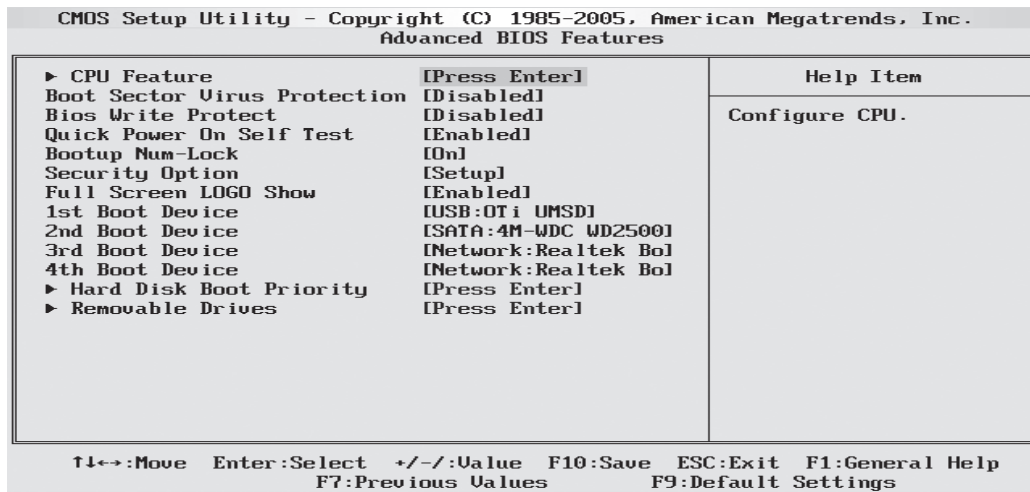 CMOS Setup Utility - Copyright (C) 1985-2005, American Megatrends, Inc.
Advanced BIOS Features
► CPU Feature [Press Enter]
Boot Sector Virus Protection [Disabled]
Bios Write Protect [Disabled]
Quick Power On Self Test [Enabled]
Bootup Num-Lock [On]
Security Option [Setup]
Full Screen LOGO Show [Enabled]
1st Boot Device [USB:OTi UMSD]
2nd Boot Device [SATA:4M-WDC WD2500]
3rd Boot Device [Network:Realtek Bo]
4th Boot Device [Network:Realtek Bo]
► Hard Disk Boot Priority [Press Enter]
► Removable Drives [Press Enter]
Help Item
Configure CPU.
↑↓←→:Move Enter:Select +/-/:Value F10:Save ESC:Exit F1:General Help
F7:Previous Values F9:Default Settings